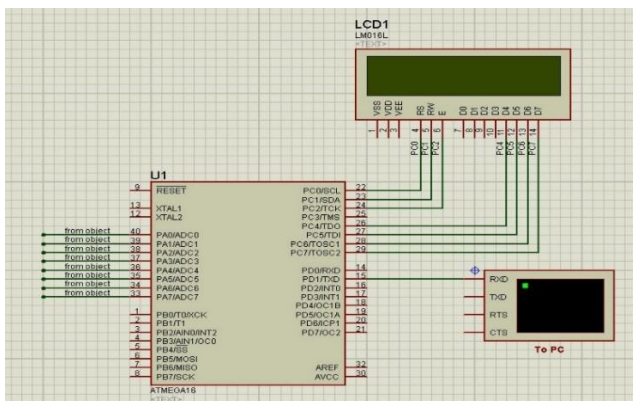 LCD1
LM016L
<TEXT>
VSS VDD VEE RS RW E D0 D1 D2 D3 D4 D5 D6 D7
1 2 3 4 5 6 7 8 9 10 11 12 13 14
PC0 PC1 PC2 PC4 PC5 PC6 PC7
U1
9 RESET PC0/SCL 22
PC1/SDA 23
13 XTAL1 PC2/TCK 24
12 XTAL2 PC3/TMS 25
PC4/TDO 26
from object 40 PA0/ADC0 PC5/TDI 27
from object 39 PA1/ADC1 PC6/TOSC1 28
from object 38 PA2/ADC2 PC7/TOSC2 29
from object 37 PA3/ADC3
from object 36 PA4/ADC4 PD0/RXD 14
from object 35 PA5/ADC5 PD1/TXD 15
from object 34 PA6/ADC6 PD2/INT0 16
from object 33 PA7/ADC7 PD3/INT1 17
PD4/OC1B 18
1 PB0/T0/XCK PD5/OC1A 19
2 PB1/T1 PD6/ICP1 20
3 PB2/AIN0/INT2 PD7/OC2 21
4 PB3/AIN1/OC0
5 PB4/SS
6 PB5/MOSI
7 PB6/MISO AREF 32
8 PB7/SCK AVCC 30
ATMEGA16
<TEXT>
RXD
TXD
RTS
CTS
To PC